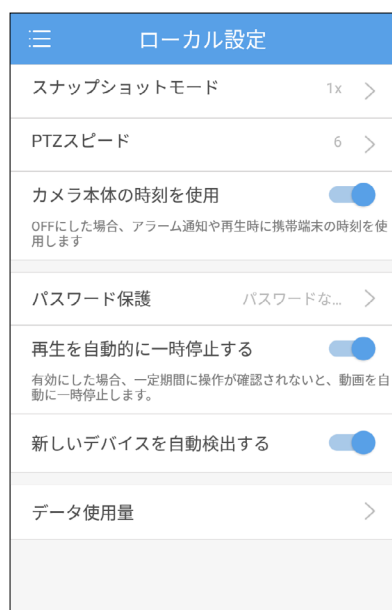 ローカル設定
スナップショットモード 1x
PTZスピード 6
カメラ本体の時刻を使用
OFFにした場合、アラーム通知や再生時に携帯端末の時刻を使
用します
パスワード保護 パスワードな...
再生を自動的に一時停止する
有効にした場合、一定期間に操作が確認されないと、動画を自
動に一時停止します。
新しいデバイスを自動検出する
データ使用量